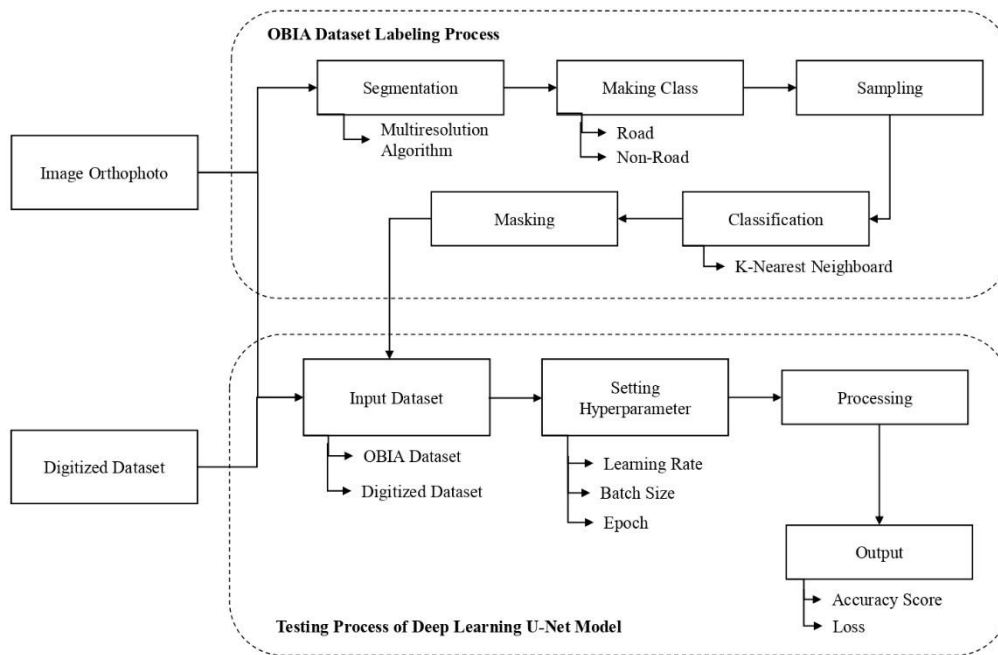 OBIA Dataset Labeling Process
Segmentation
Making Class
Sampling
Multiresolution
Algorithm
Road
Non-Road
Image Orthophoto
Masking
Classification
K-Nearest Neighboard
Input Dataset
Setting
Hyperparameter
Processing
Digitized Dataset
OBIA Dataset
Digitized Dataset
Learning Rate
Batch Size
Epoch
Output
Accuracy Score
Loss
Testing Process of Deep Learning U-Net Model